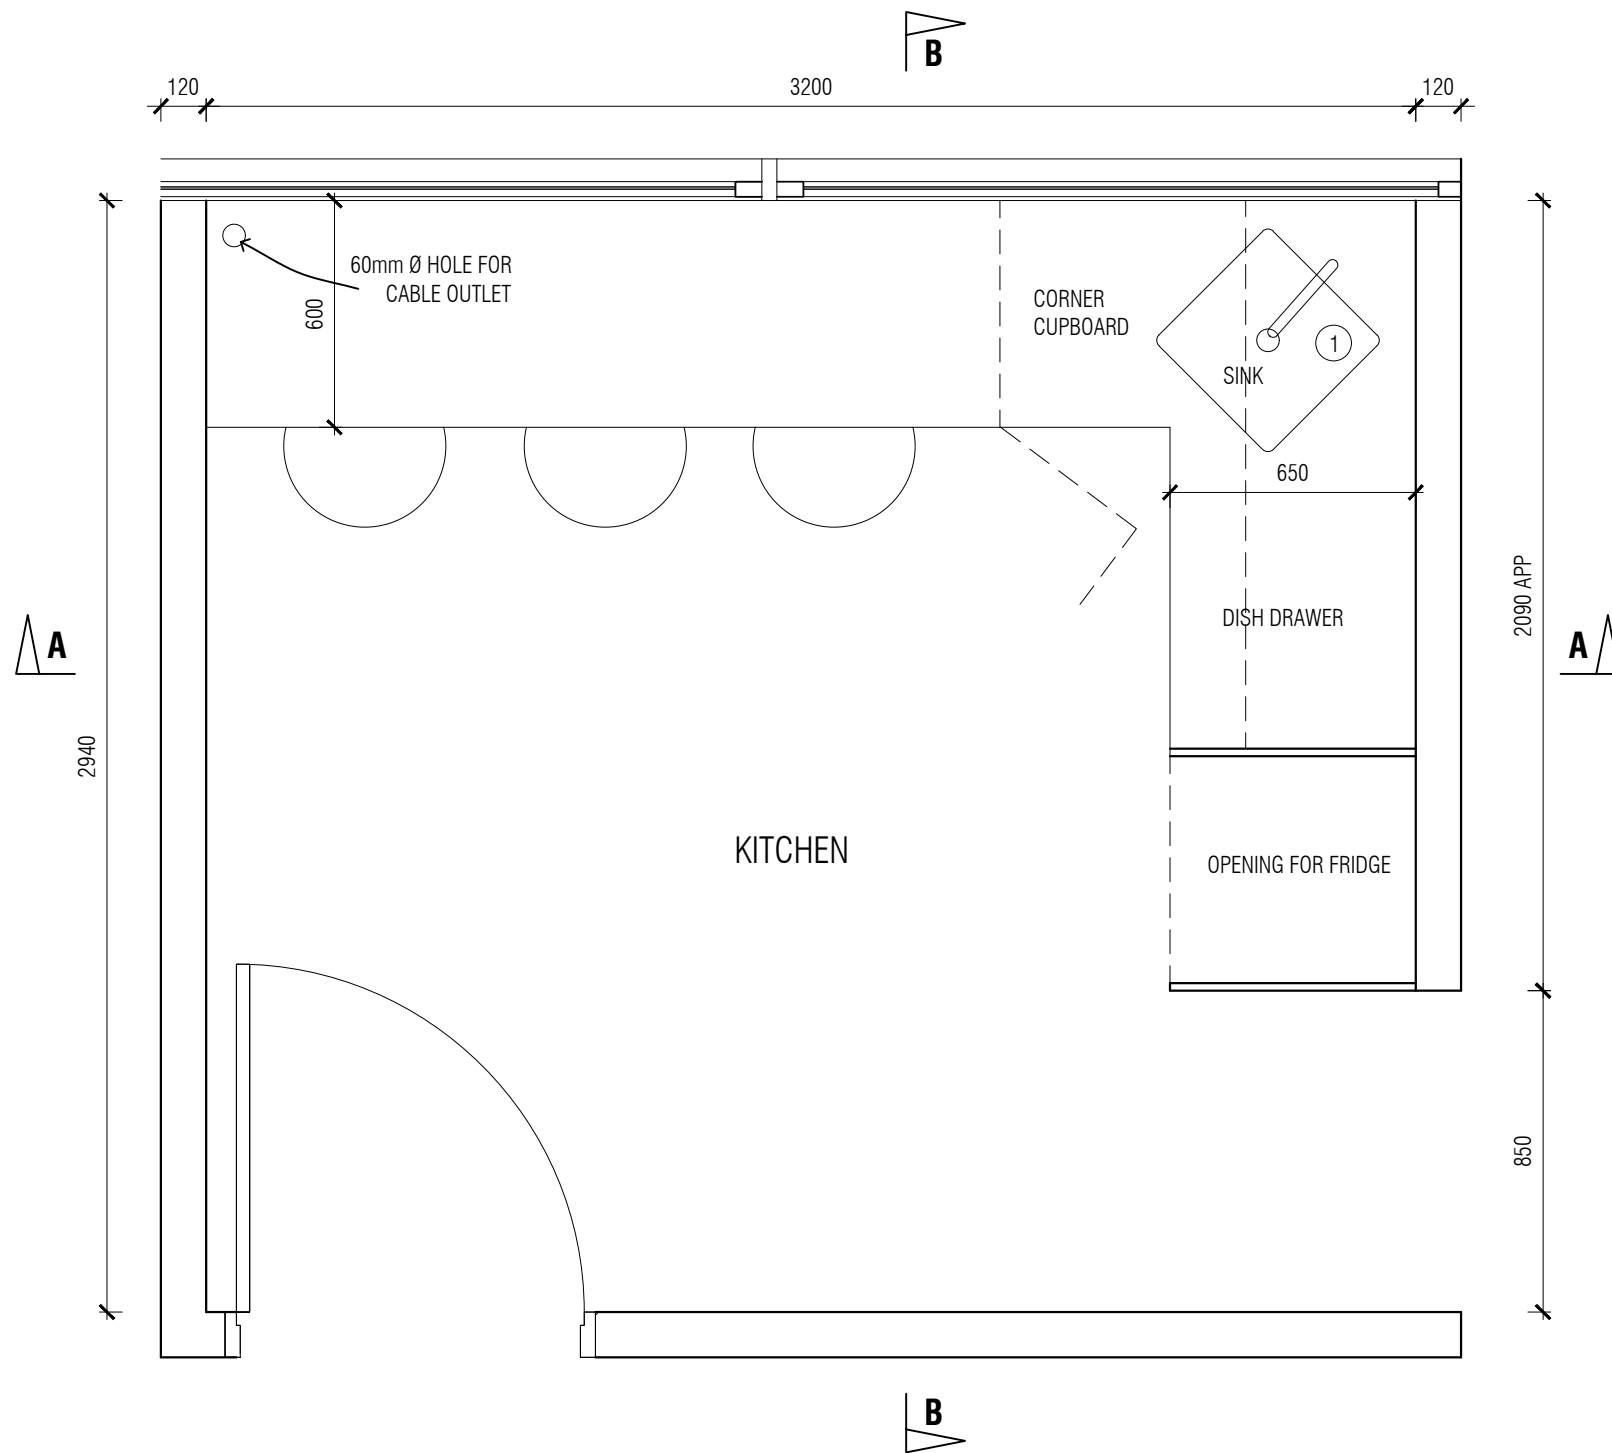 B
120
3200
120
60mm Ø HOLE FOR
CABLE OUTLET
600
CORNER
CUPBOARD
1
SINK
650
2090 APP
DISH DRAWER
A
A
2940
KITCHEN
OPENING FOR FRIDGE
850
B